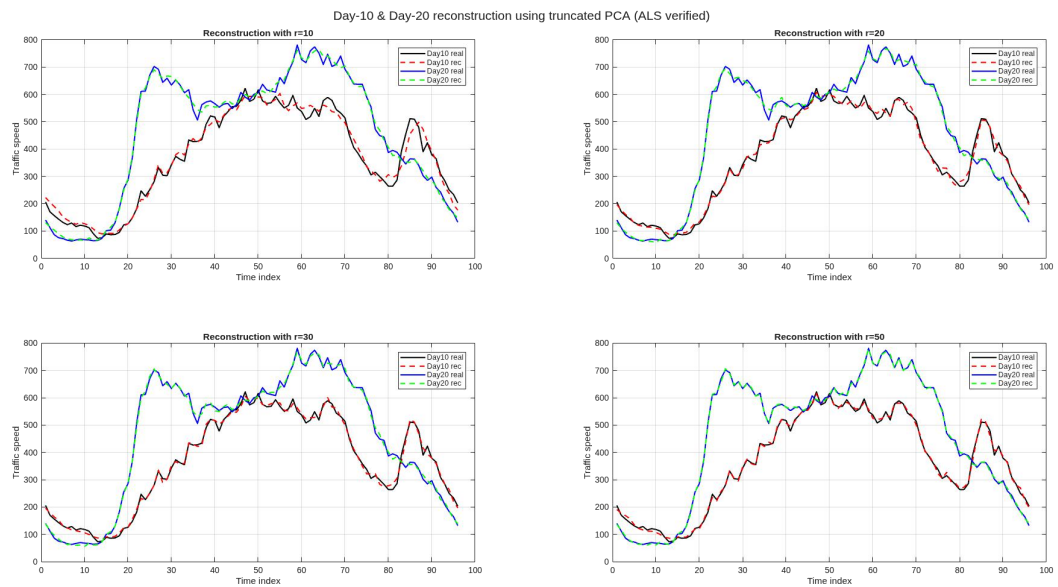 Day-10 & Day-20 reconstruction using truncated PCA (ALS verified)
Reconstruction with r=10
800
700
600
500
400
300
200
100
0
Traffic speed
Day10 real
Day10 rec
Day20 real
Day20 rec
0 10 20 30 40 50 60 70 80 90 100
Time index
Reconstruction with r=20
800
700
600
500
400
300
200
100
0
Traffic speed
Day10 real
Day10 rec
Day20 real
Day20 rec
0 10 20 30 40 50 60 70 80 90 100
Time index
Reconstruction with r=30
800
700
600
500
400
300
200
100
0
Traffic speed
Day10 real
Day10 rec
Day20 real
Day20 rec
0 10 20 30 40 50 60 70 80 90 100
Time index
Reconstruction with r=50
800
700
600
500
400
300
200
100
0
Traffic speed
Day10 real
Day10 rec
Day20 real
Day20 rec
0 10 20 30 40 50 60 70 80 90 100
Time index